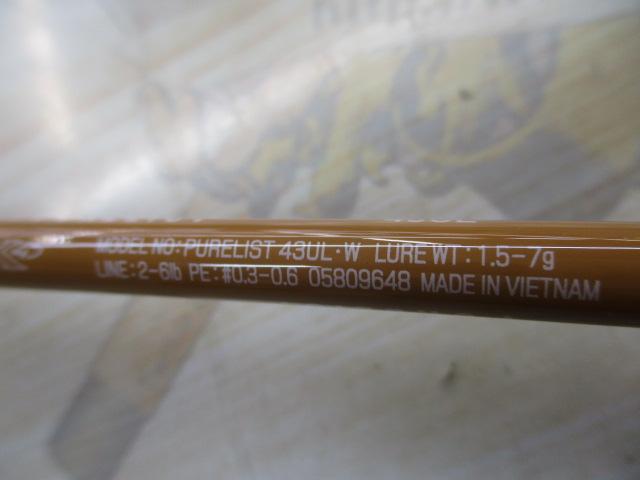 MODEL NO:PURELIST 43UL·W LURE WT:1.5-7g
LINE:2-6lb PE:#0.3-0.6 05809648 MADE IN VIETNAM